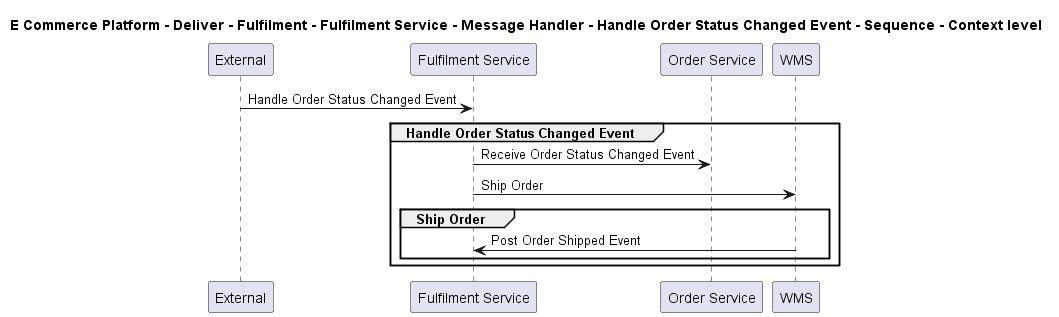 E Commerce Platform - Deliver - Fulfilment - Fulfilment Service - Message Handler - Handle Order Status Changed Event - Sequence - Context level
External
Fulfilment Service
Order Service
WMS
Handle Order Status Changed Event
Handle Order Status Changed Event
Receive Order Status Changed Event
Ship Order
Ship Order
Post Order Shipped Event
External
Fulfilment Service
Order Service
WMS